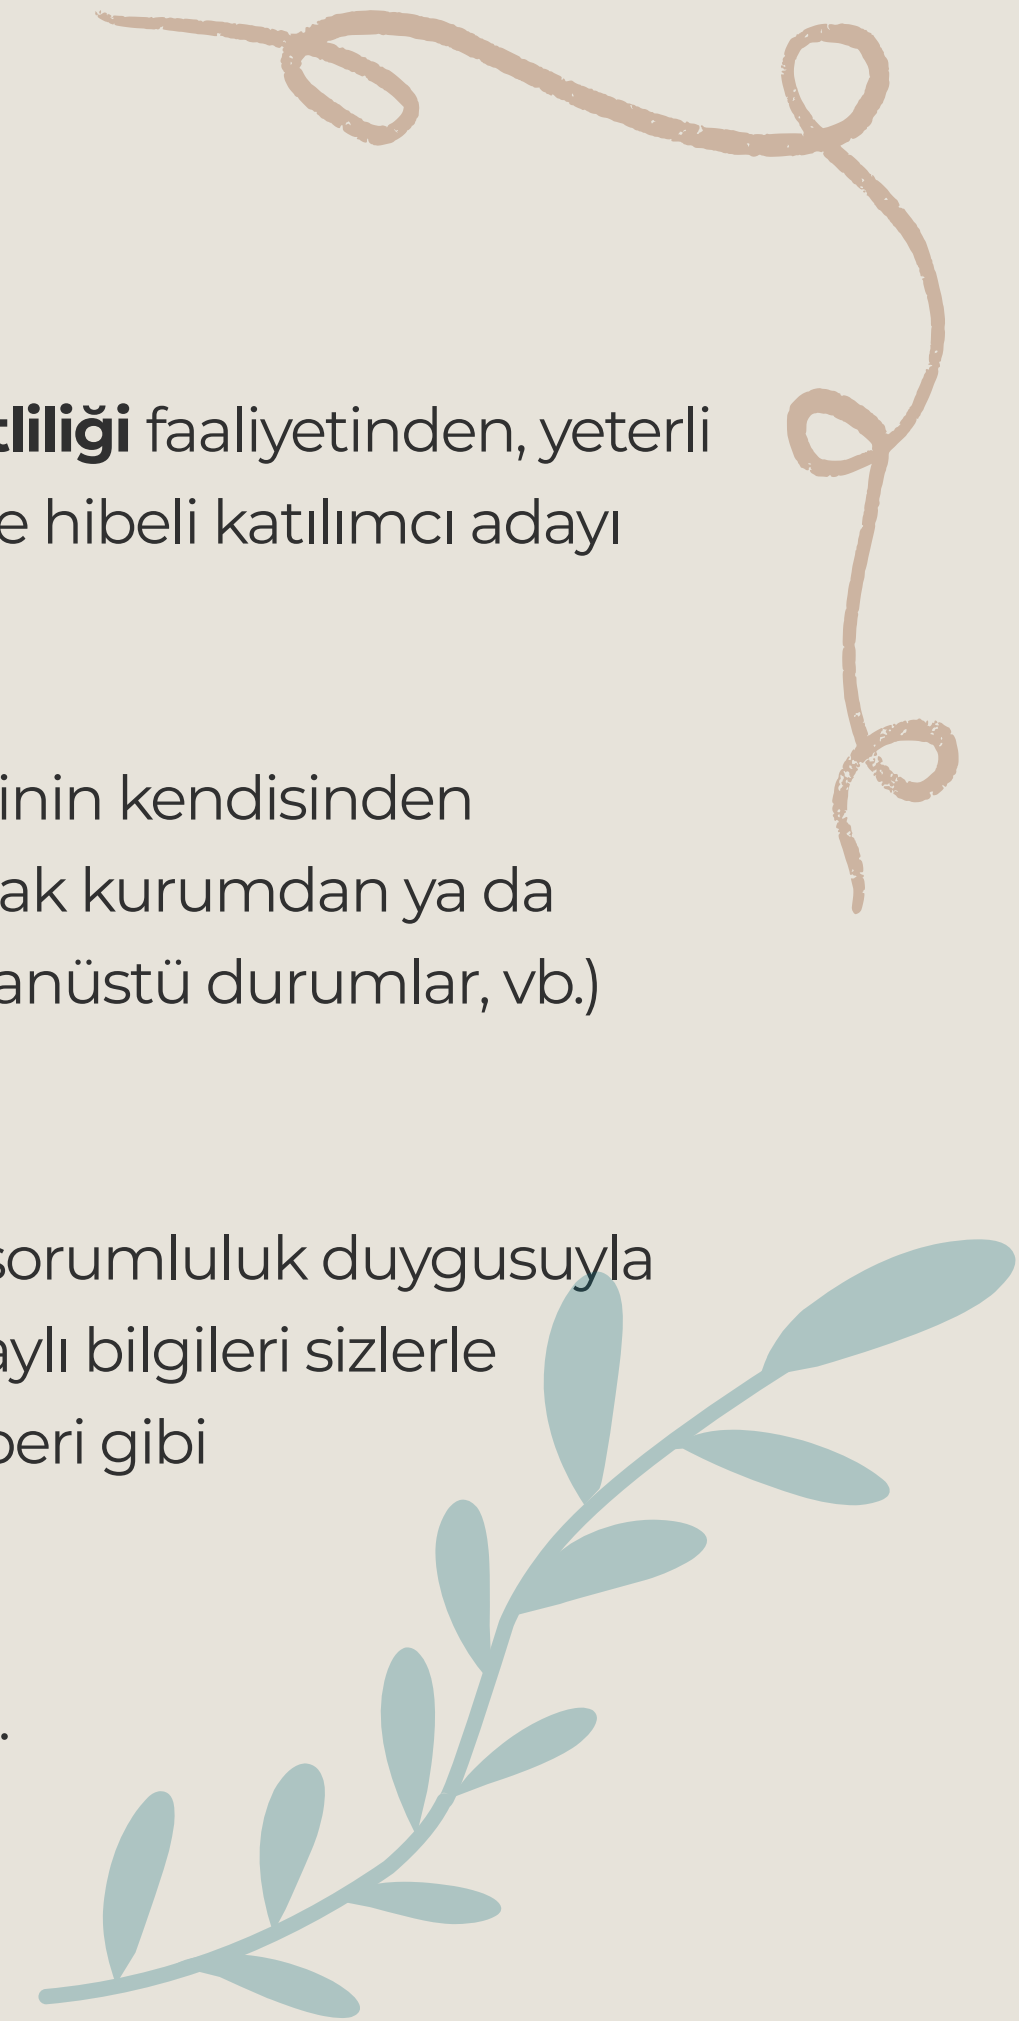 tliliği faaliyetinden, yeterli
e hibeli katılımcı adayı
inin kendisinden
ak kurumdan ya da
anüstü durumlar, vb.)
sorumluluk duygusuyla
aylı bilgileri sizlerle
beri gibi
.